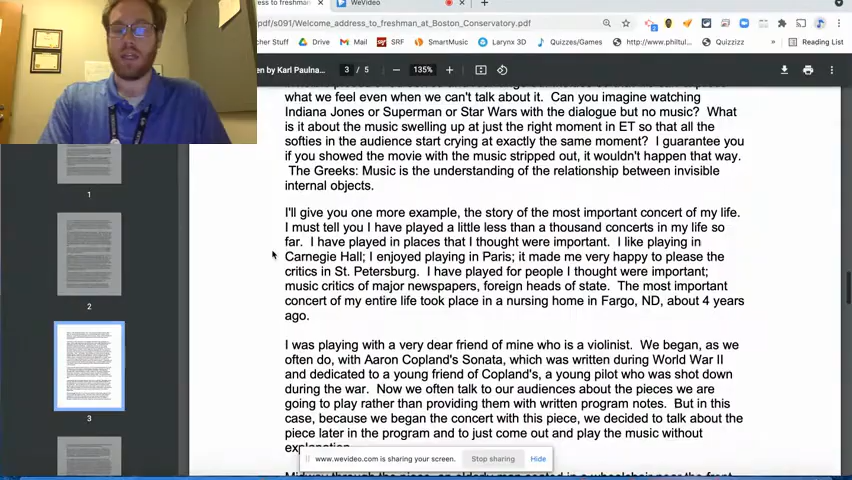 ess to freshman
WeVideo
pdf/s091/Welcome_address_to_freshman_at_Boston_Conservatory.pdf
cher Stuff
Mail
SRF
SmartMusic
Larynx 3D
Quizzes/Games
http://www.philtul
Quizziz
Reading List
en by Karl Paulna...
3 / 5
135%
what we feel even when we can't talk about it. Can you imagine watching
Indiana Jones or Superman or Star Wars with the dialogue but no music? What
is it about the music swelling up at just the right moment in ET so that all the
softies in the audience start crying at exactly the same moment? I guarantee you
if you showed the movie with the music stripped out, it wouldn't happen that way.
The Greeks: Music is the understanding of the relationship between invisible
internal objects.
I'll give you one more example, the story of the most important concert of my life.
I must tell you I have played a little less than a thousand concerts in my life so
far. I have played in places that I thought were important. I like playing in
Carnegie Hall; I enjoyed playing in Paris; it made me very happy to please the
critics in St. Petersburg. I have played for people I thought were important;
music critics of major newspapers, foreign heads of state. The most important
concert of my entire life took place in a nursing home in Fargo, ND, about 4 years
ago.
I was playing with a very dear friend of mine who is a violinist. We began, as we
often do, with Aaron Copland's Sonata, which was written during World War II
and dedicated to a young friend of Copland's, a young pilot who was shot down
during the war. Now we often talk to our audiences about the pieces we are
going to play rather than providing them with written program notes. But in this
case, because we began the concert with this piece, we decided to talk about the
piece later in the program and to just come out and play the music without
explanation.
www.wevideo.com is sharing your screen.
Stop sharing
Hide
1
2
3